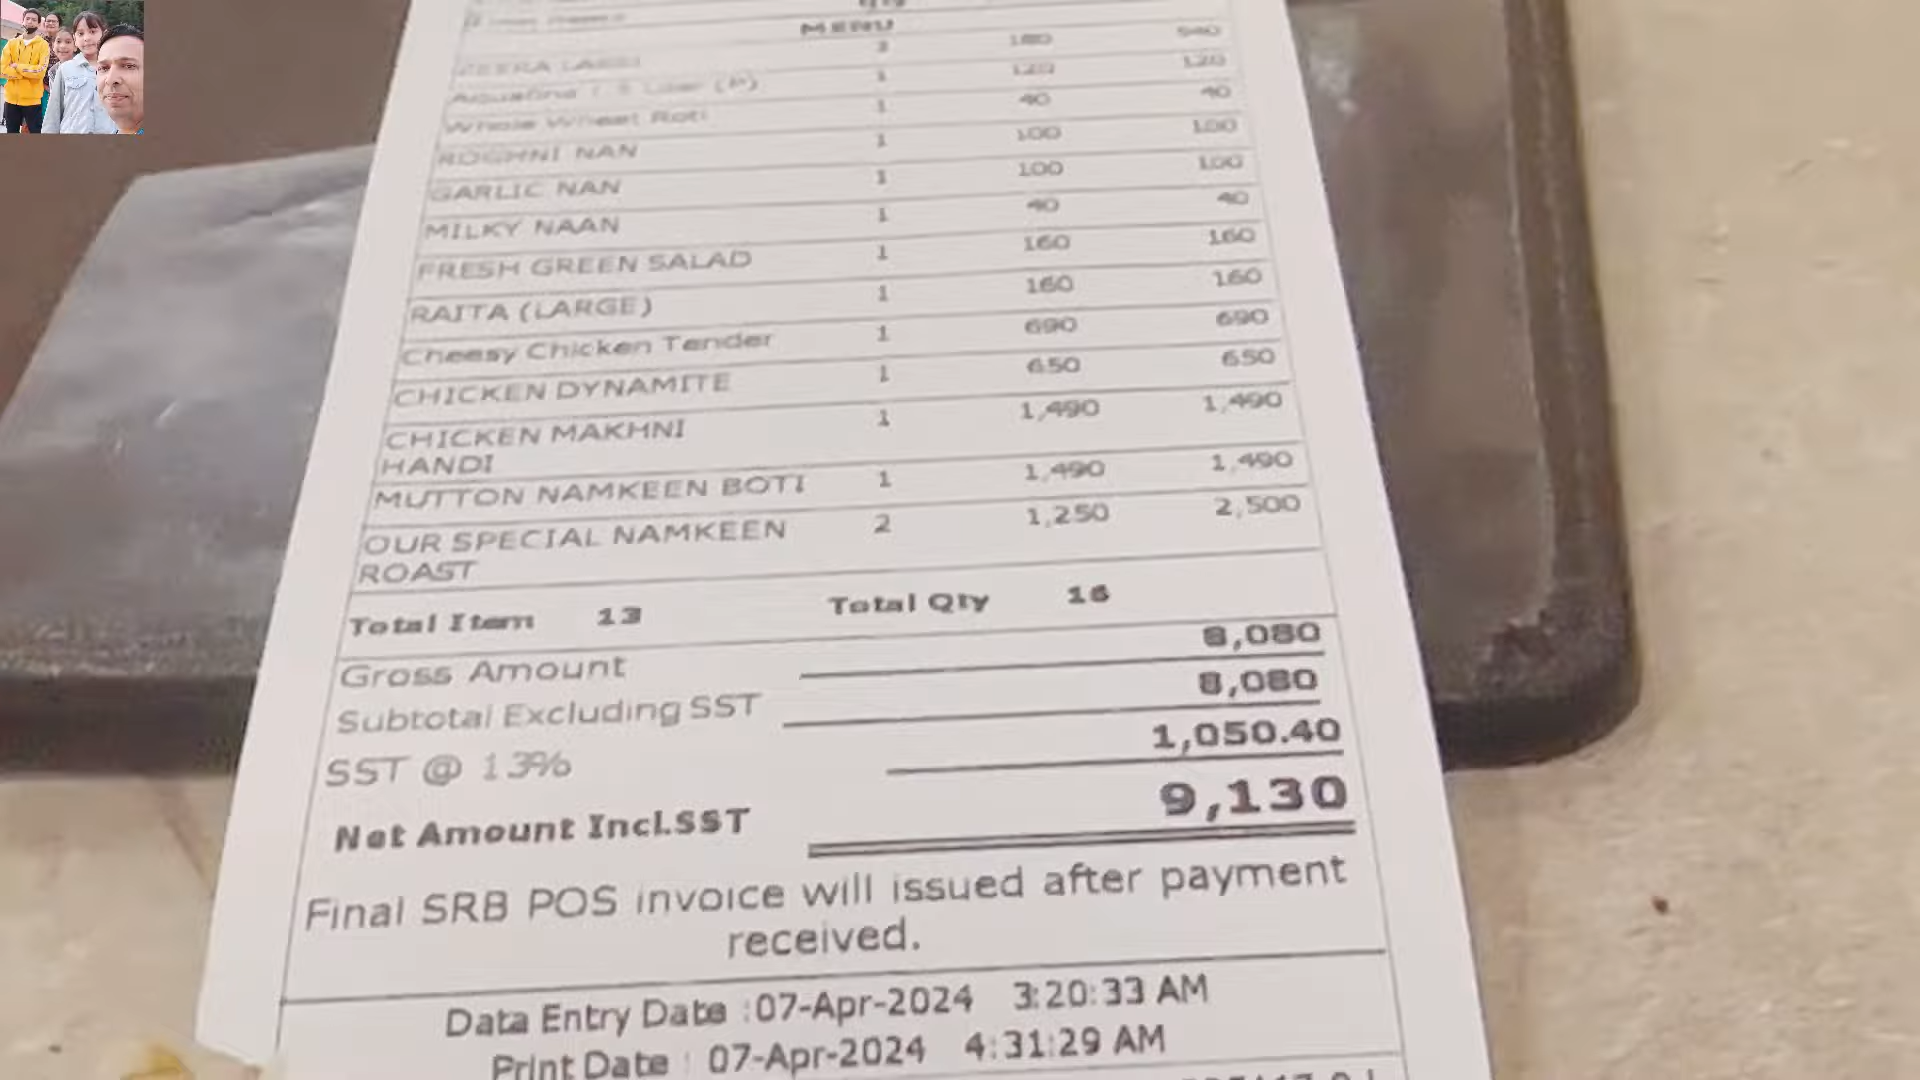 Qty
MENU
ZEERA LASSI 3 180 540
Aquafina 1.5 Liter (P) 1 120 120
Whole Wheat Roti 1 40 40
ROGHNI NAN 1 100 100
GARLIC NAN 1 100 100
MILKY NAAN 1 40 40
FRESH GREEN SALAD 1 160 160
RAITA (LARGE) 1 160 160
Cheesy Chicken Tender 1 690 690
CHICKEN DYNAMITE 1 650 650
CHICKEN MAKHNI 1 1,490 1,490
HANDI
MUTTON NAMKEEN BOTI 1 1,490 1,490
OUR SPECIAL NAMKEEN 2 1,250 2,500
ROAST
Total Item 13 Total Qty 16
Gross Amount 8,080
Subtotal Excluding SST 8,080
SST @ 13% 1,050.40
Net Amount Incl.SST 9,130
Final SRB POS invoice will issued after payment
received.
Data Entry Date : 07-Apr-2024 3:20:33 AM
Print Date : 07-Apr-2024 4:31:29 AM